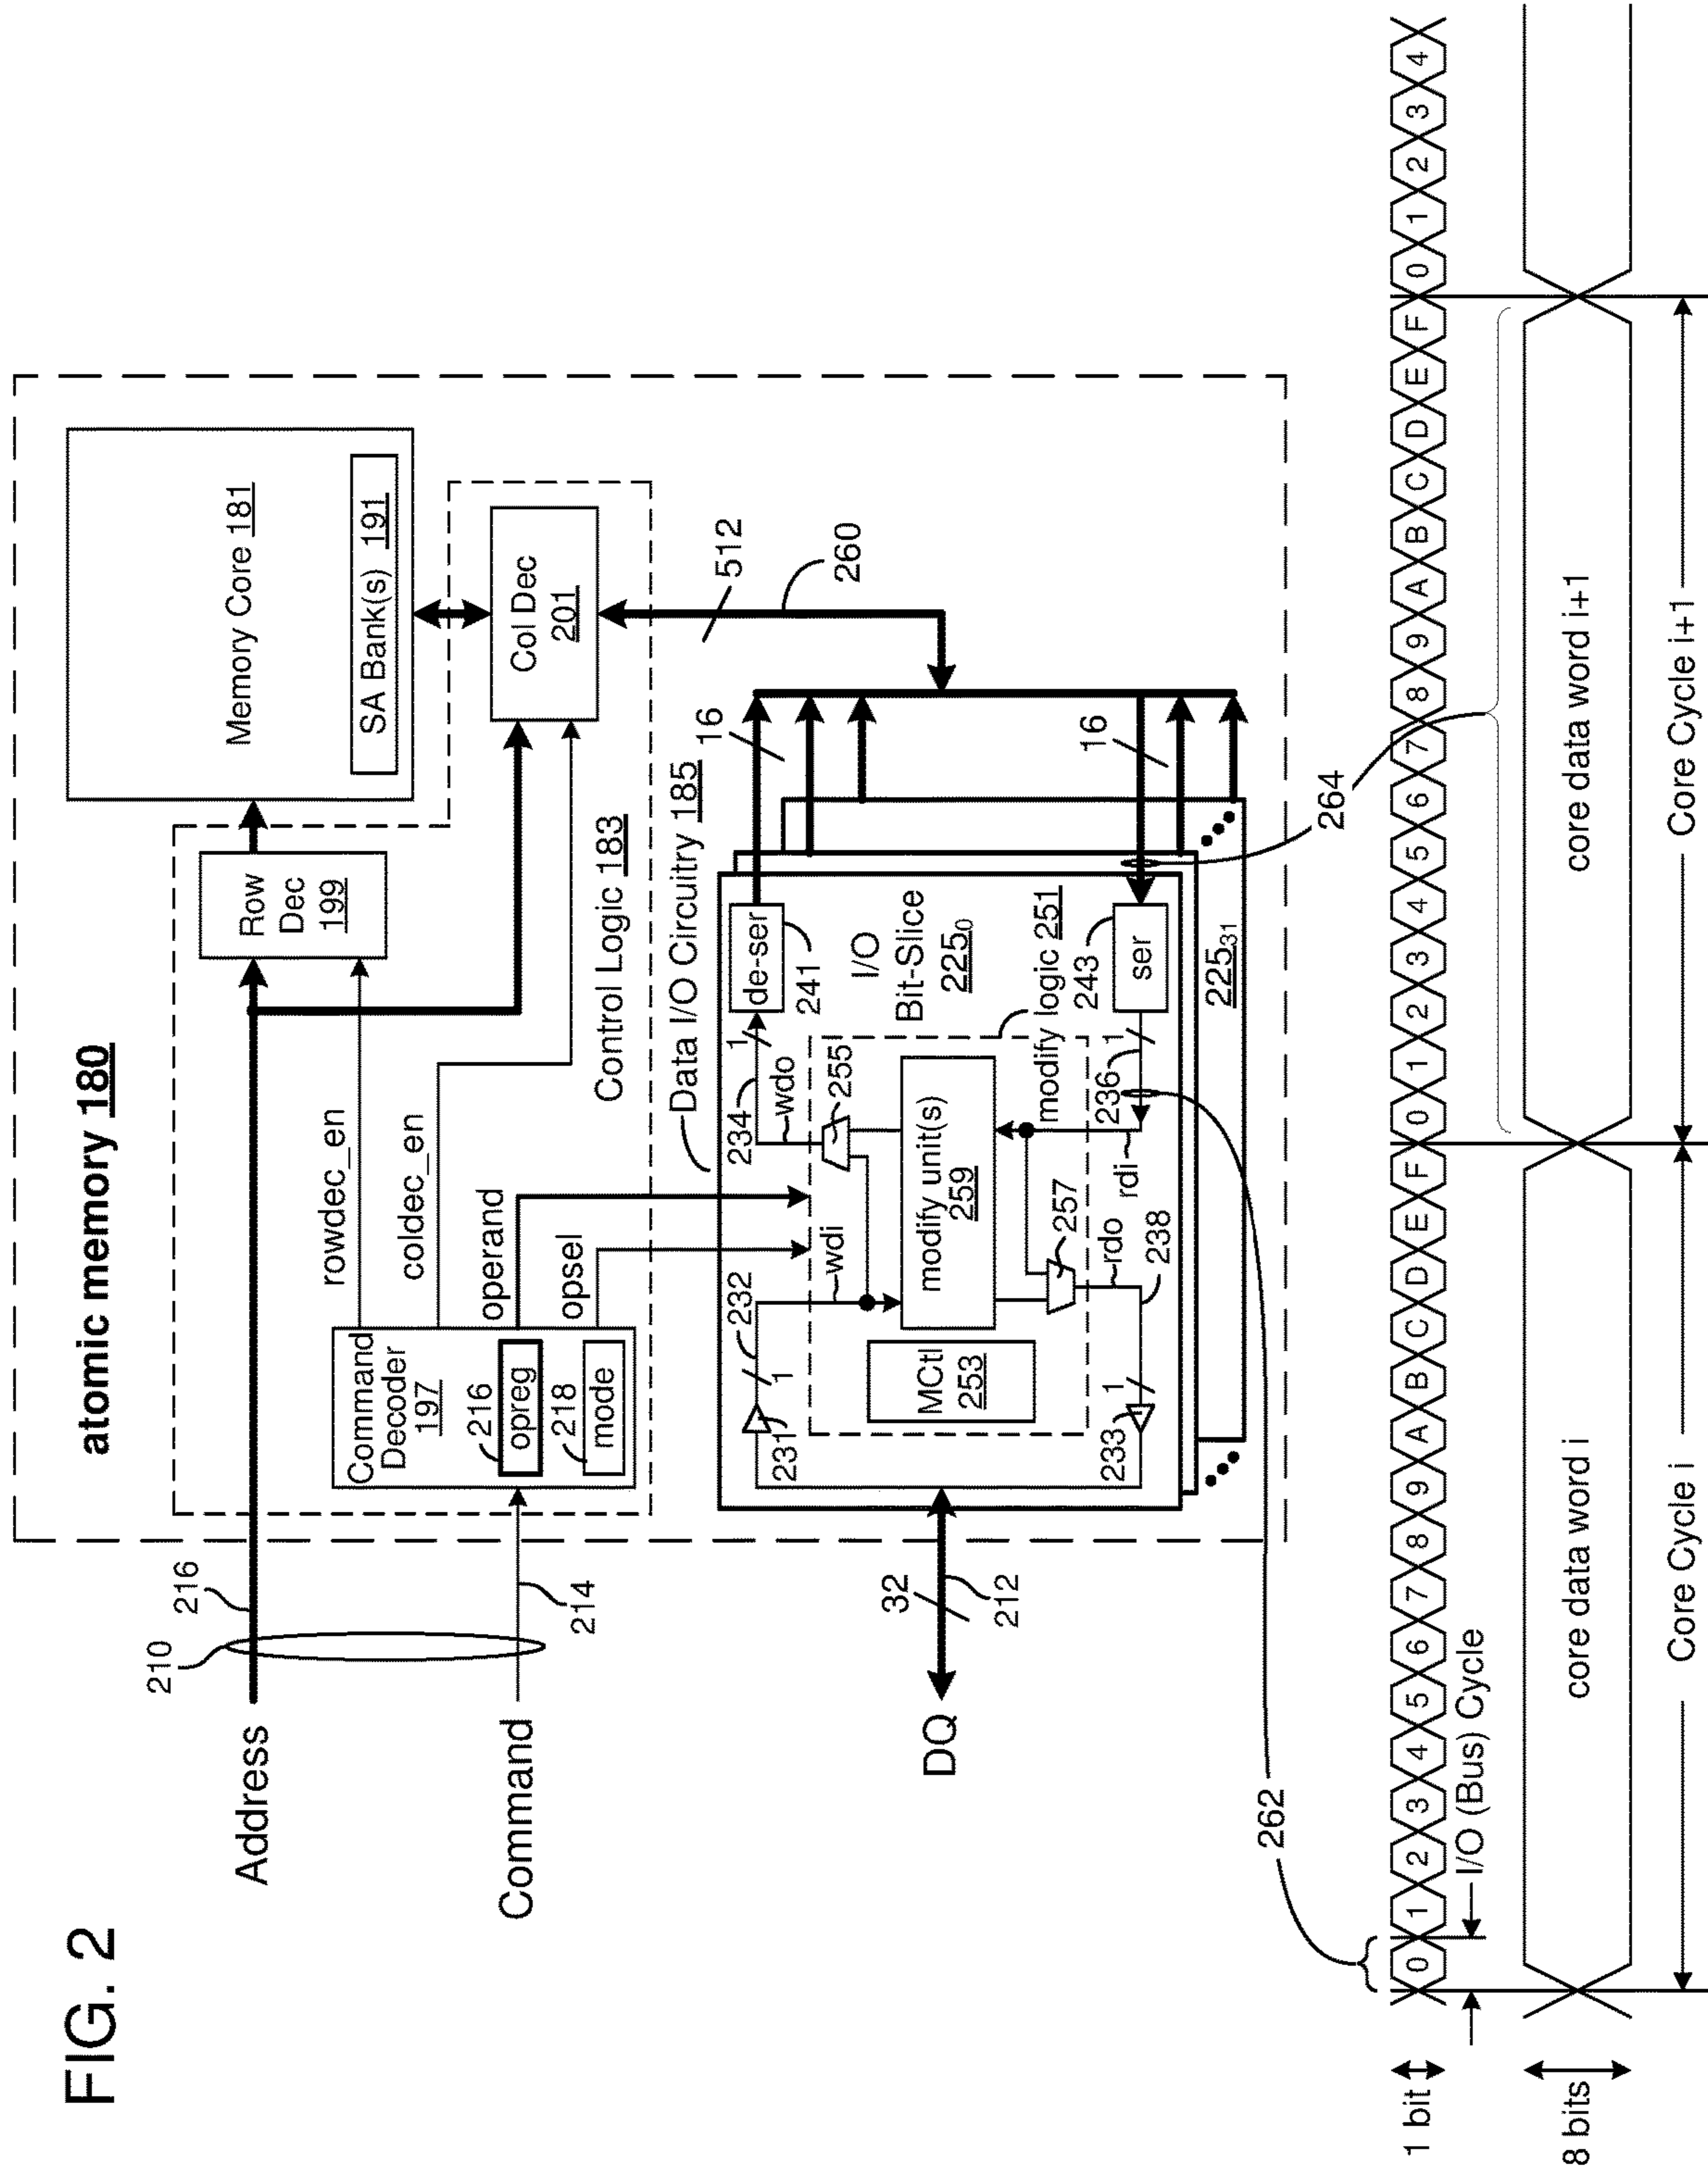 FIG. 2
atomic memory 180
Address
216
210
Command
214
rowdec_en
coldec_en
operand
opsel
Command
Decoder
197
216
opreg
218
mode
Row
Dec
199
Memory Core 181
SA Bank(s) 191
Col Dec
201
Control Logic 183
512
260
Data I/O Circuitry 185
DQ
32
212
231
1
232
wdi
234
wdo
1
255
de-ser
241
16
I/O
Bit-Slice
225₀
MCtl
253
modify unit(s)
259
modify logic 251
257
rdo
rdi
236
1
243
ser
16
233
1
238
225₃₁
262
264
1 bit
0 1 2 3 4 5 6 7 8 9 A B C D E F 0 1 2 3 4 5 6 7 8 9 A B C D E F 0 1 2 3 4
I/O (Bus) Cycle
8 bits
core data word i
core data word i+1
Core Cycle i
Core Cycle i+1